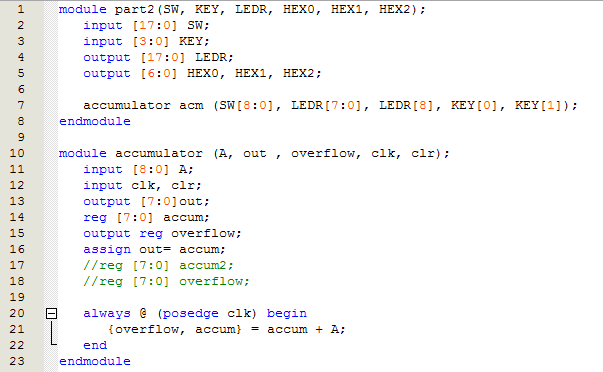 1 module part2(SW, KEY, LEDR, HEX0, HEX1, HEX2);
2 input [17:0] SW;
3 input [3:0] KEY;
4 output [17:0] LEDR;
5 output [6:0] HEX0, HEX1, HEX2;
6
7 accumulator acm (SW[8:0], LEDR[7:0], LEDR[8], KEY[0], KEY[1]);
8 endmodule
9
10 module accumulator (A, out , overflow, clk, clr);
11 input [8:0] A;
12 input clk, clr;
13 output [7:0]out;
14 reg [7:0] accum;
15 output reg overflow;
16 assign out= accum;
17 //reg [7:0] accum2;
18 //reg [7:0] overflow;
19
20 always @ (posedge clk) begin
21 {overflow, accum} = accum + A;
22 end
23 endmodule